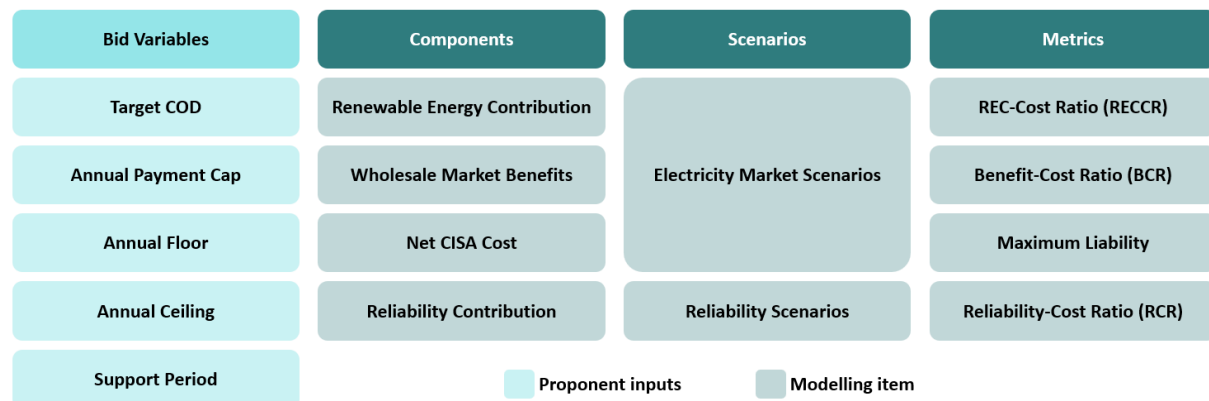 Bid Variables
Components
Scenarios
Metrics
Target COD
Renewable Energy Contribution
REC-Cost Ratio (RECCR)
Annual Payment Cap
Wholesale Market Benefits
Electricity Market Scenarios
Benefit-Cost Ratio (BCR)
Annual Floor
Net CISA Cost
Maximum Liability
Annual Ceiling
Reliability Contribution
Reliability Scenarios
Reliability-Cost Ratio (RCR)
Support Period
Proponent inputs
Modelling item